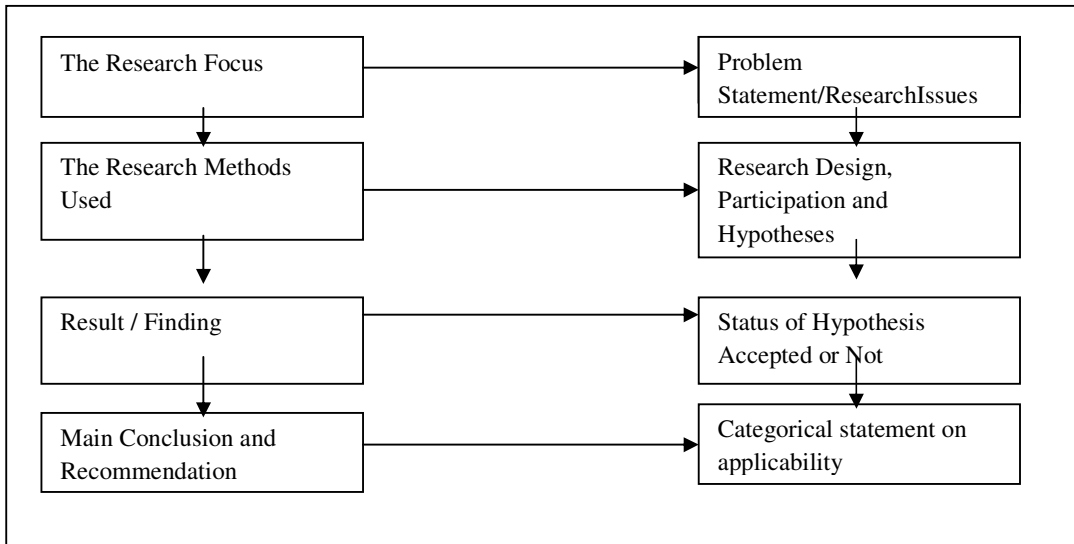 The Research Focus
Problem
Statement/ResearchIssues
The Research Methods
Used
Research Design,
Participation and
Hypotheses
Result / Finding
Status of Hypothesis
Accepted or Not
Main Conclusion and
Recommendation
Categorical statement on
applicability